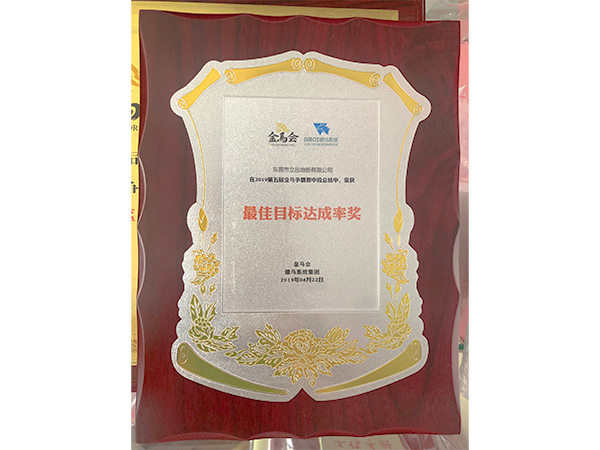 金马会
东莞市立品地板有限公司
在2019第五届金马争霸赛中段总结中，荣获
最佳目标达成率奖
金马会
盛马系统集团
2019年06月22日